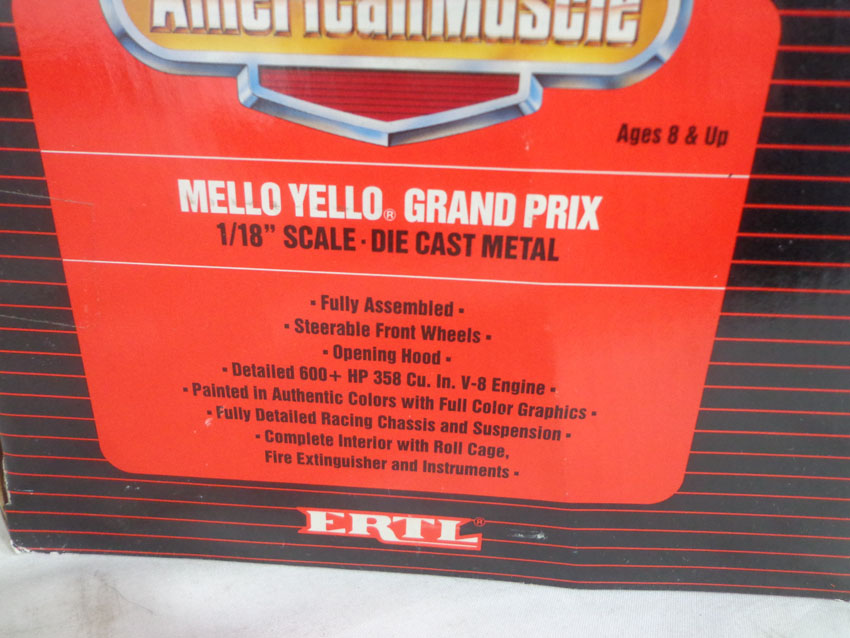 AmericanMuscle
Ages 8 & Up
MELLO YELLO® GRAND PRIX
1/18" SCALE · DIE CAST METAL
• Fully Assembled •
• Steerable Front Wheels •
• Opening Hood •
• Detailed 600+ HP 358 Cu. In. V-8 Engine •
• Painted in Authentic Colors with Full Color Graphics •
• Fully Detailed Racing Chassis and Suspension •
• Complete Interior with Roll Cage,
Fire Extinguisher and Instruments •
ERTL®